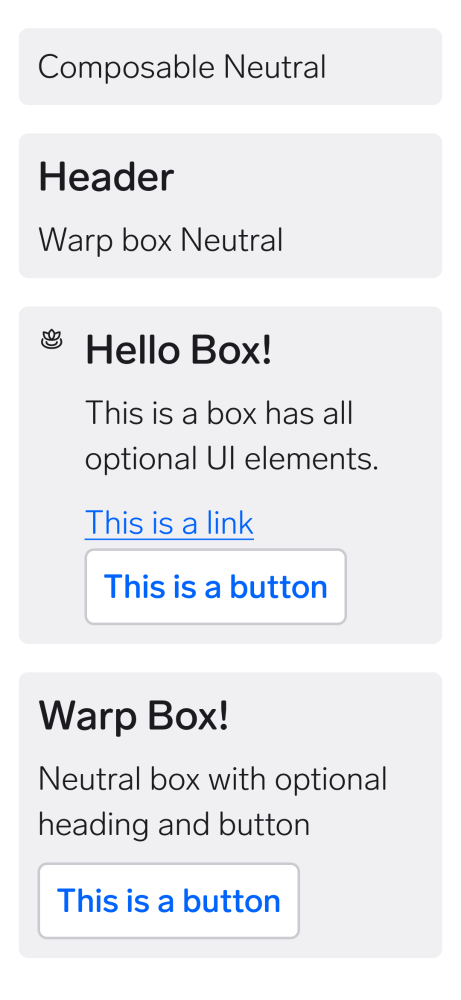 Composable Neutral
Header
Warp box Neutral
Hello Box!
This is a box has all
optional UI elements.
This is a link
This is a button
Warp Box!
Neutral box with optional
heading and button
This is a button